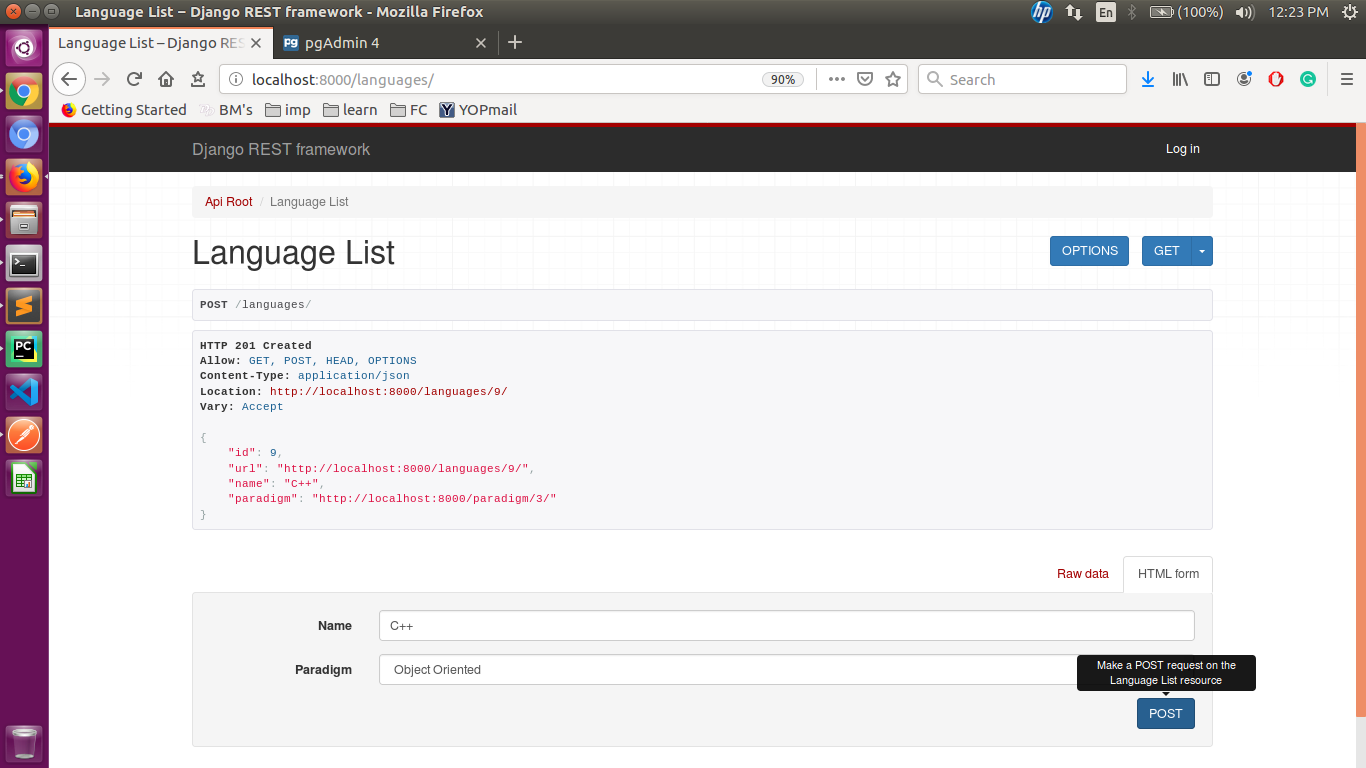 Language List – Django REST framework - Mozilla Firefox
En
(100%)
12:23 PM
Language List – Django RES
Pg
pgAdmin 4
localhost:8000/languages/
90%
Search
Getting Started
BM's
imp
learn
FC
Y
YOPmail
Django REST framework
Log in
Api Root / Language List
Language List
OPTIONS
GET
POST /languages/
HTTP 201 Created
Allow: GET, POST, HEAD, OPTIONS
Content-Type: application/json
Location: http://localhost:8000/languages/9/
Vary: Accept
{
"id": 9,
"url": "http://localhost:8000/languages/9/",
"name": "C++",
"paradigm": "http://localhost:8000/paradigm/3/"
}
Raw data
HTML form
Name
C++
Paradigm
Object Oriented
Make a POST request on the
Language List resource
POST
hp
PC